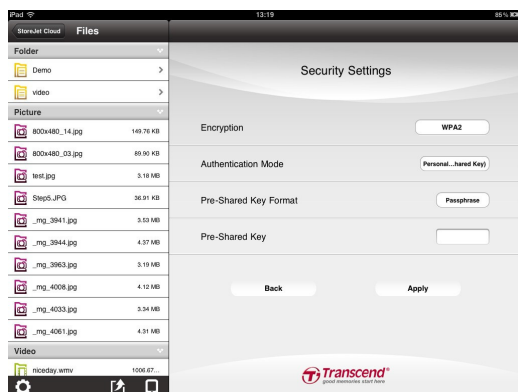 iPad 13:19 85%
StoreJet Cloud Files
Folder
Demo
video
Picture
800x480_14.jpg 149.76 KB
800x480_03.jpg 89.90 KB
test.jpg 3.18 MB
Step5.JPG 36.91 KB
_mg_3941.jpg 3.53 MB
_mg_3944.jpg 4.37 MB
_mg_3963.jpg 3.19 MB
_mg_4008.jpg 4.12 MB
_mg_4033.jpg 3.34 MB
_mg_4061.jpg 4.31 MB
Video
niceday.wmv 1006.67...
Security Settings
Encryption WPA2
Authentication Mode Personal...hared Key)
Pre-Shared Key Format Passphrase
Pre-Shared Key
Back Apply
Transcend®
good memories start here